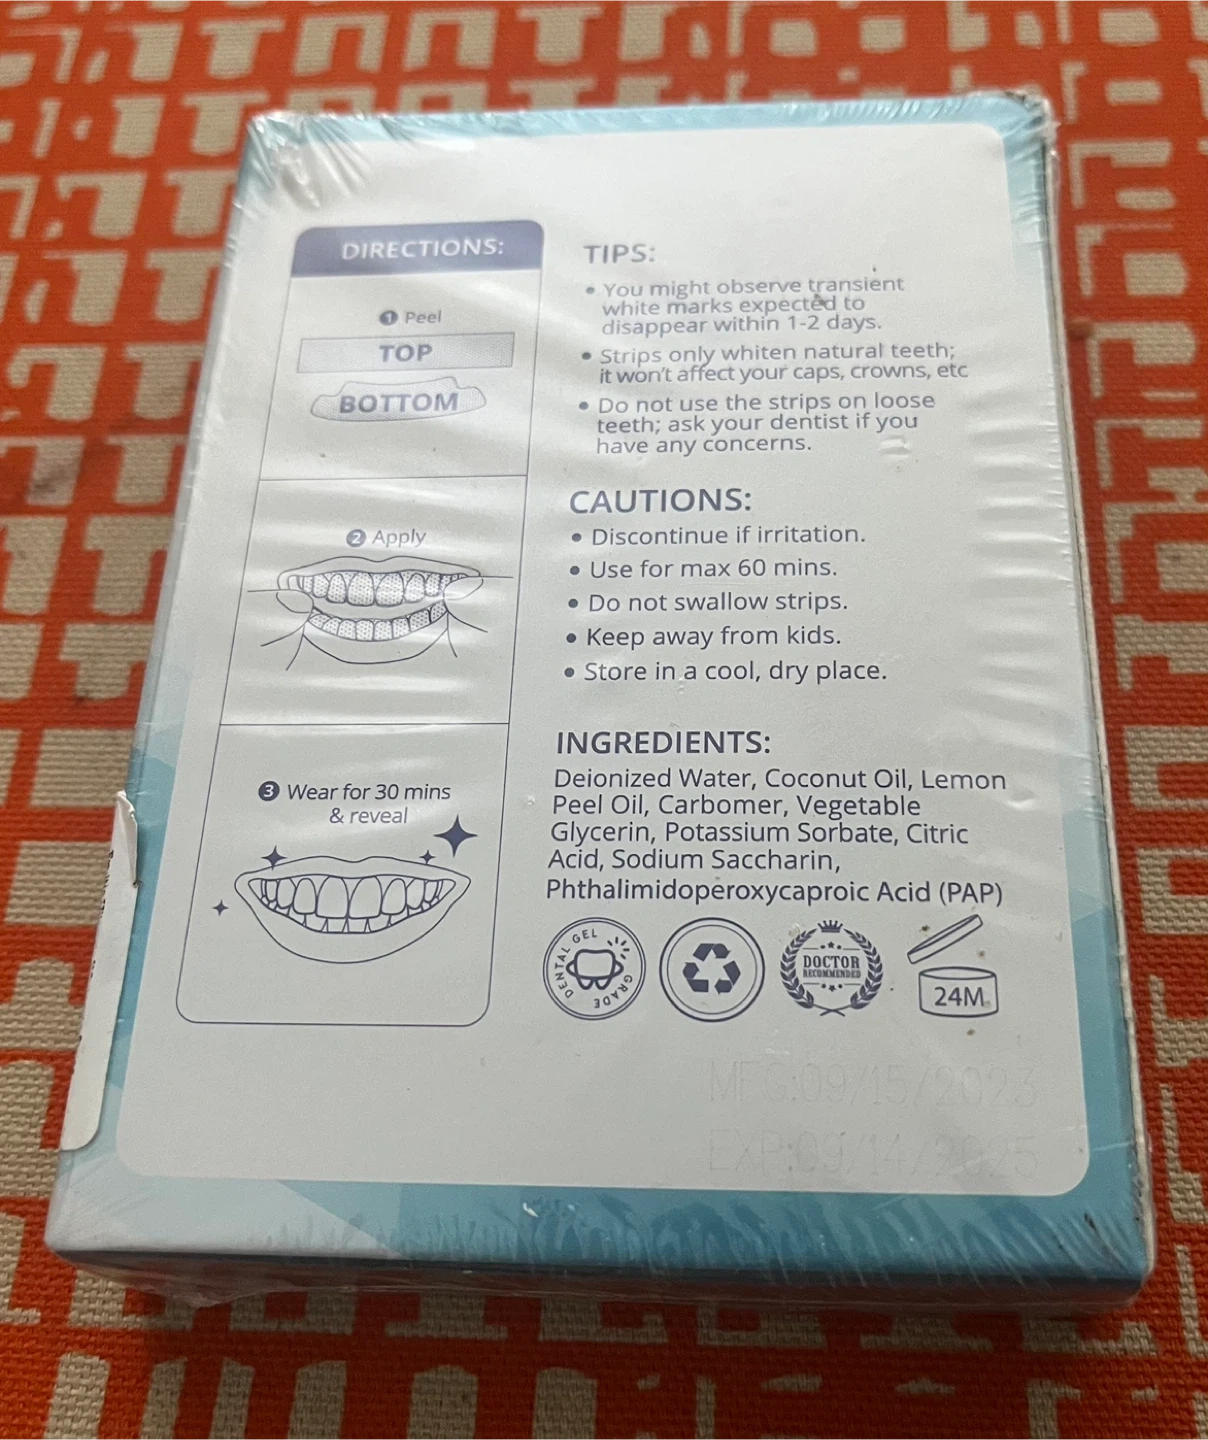 DIRECTIONS:
1 Peel
TOP
BOTTOM
2 Apply
3 Wear for 30 mins
& reveal
TIPS:
• You might observe transient
white marks expected to
disappear within 1-2 days.
• Strips only whiten natural teeth;
it won't affect your caps, crowns, etc
• Do not use the strips on loose
teeth; ask your dentist if you
have any concerns.
CAUTIONS:
• Discontinue if irritation.
• Use for max 60 mins.
• Do not swallow strips.
• Keep away from kids.
• Store in a cool, dry place.
INGREDIENTS:
Deionized Water, Coconut Oil, Lemon
Peel Oil, Carbomer, Vegetable
Glycerin, Potassium Sorbate, Citric
Acid, Sodium Saccharin,
Phthalimidoperoxycaproic Acid (PAP)
DENTAL GEL GRADE
DOCTOR
RECOMMENDED
24M
MFG:09/15/2023
EXP:09/14/2025